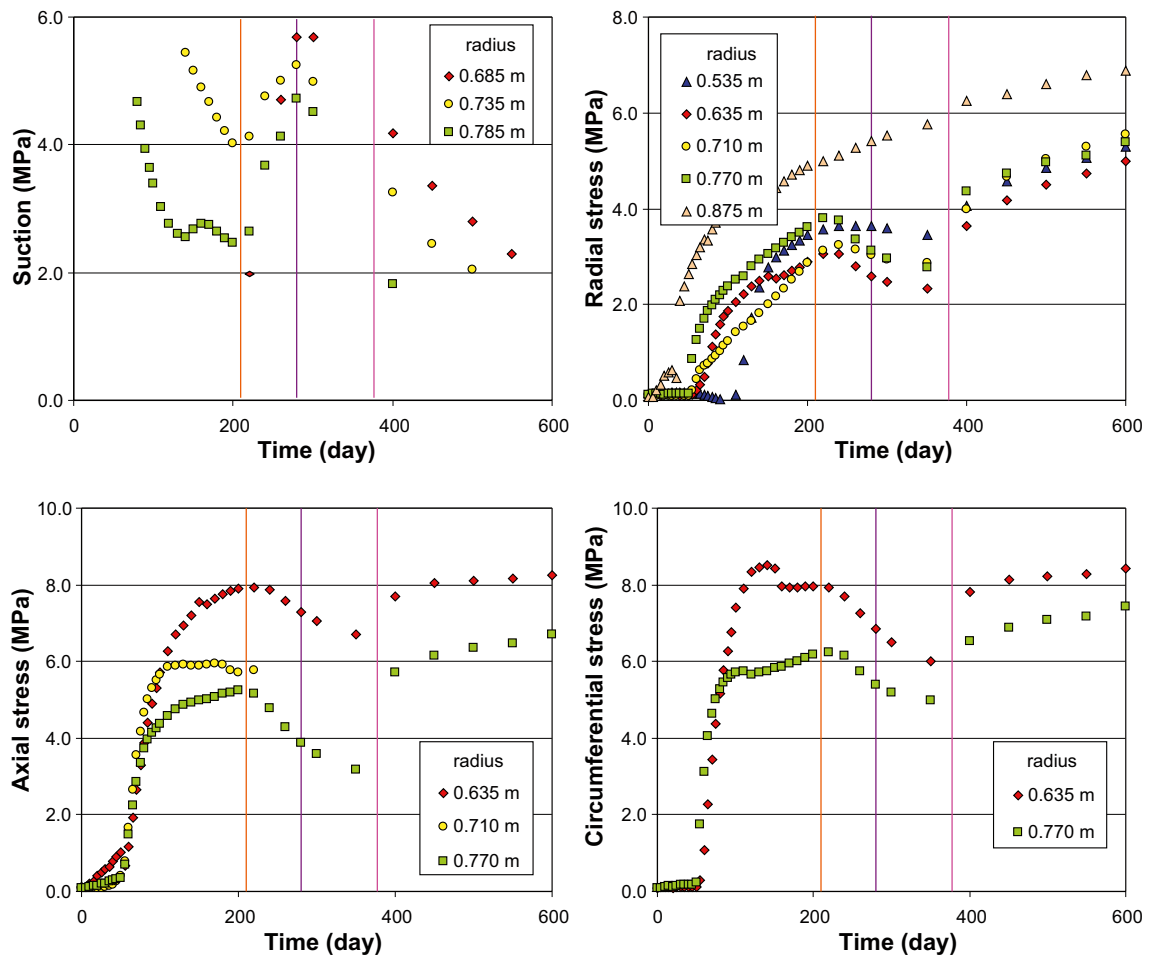 6.0
4.0
2.0
0.0
Suction (MPa)
radius
0.685 m
0.735 m
0.785 m
0
200
400
600
Time (day)
8.0
6.0
4.0
2.0
0.0
Radial stress (MPa)
radius
0.535 m
0.635 m
0.710 m
0.770 m
0.875 m
0
200
400
600
Time (day)
10.0
8.0
6.0
4.0
2.0
0.0
Axial stress (MPa)
radius
0.635 m
0.710 m
0.770 m
0
200
400
600
Time (day)
10.0
8.0
6.0
4.0
2.0
0.0
Circumferential stress (MPa)
radius
0.635 m
0.770 m
0
200
400
600
Time (day)